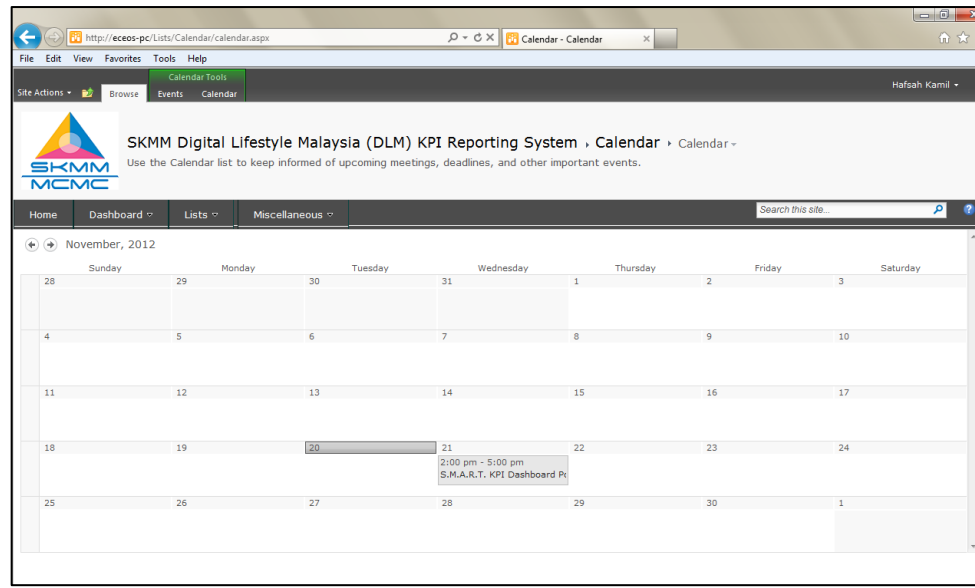 http://eceos-pc/Lists/Calendar/calendar.aspx
Calendar - Calendar
File Edit View Favorites Tools Help
Calendar Tools
Site Actions Browse Events Calendar
Hafsah Kamil
SKMM
MCMC
SKMM Digital Lifestyle Malaysia (DLM) KPI Reporting System Calendar Calendar
Use the Calendar list to keep informed of upcoming meetings, deadlines, and other important events.
Home Dashboard Lists Miscellaneous
Search this site...
November, 2012
Sunday Monday Tuesday Wednesday Thursday Friday Saturday
28 29 30 31 1 2 3
4 5 6 7 8 9 10
11 12 13 14 15 16 17
18 19 20 21 22 23 24
2:00 pm - 5:00 pm
S.M.A.R.T. KPI Dashboard
25 26 27 28 29 30 1